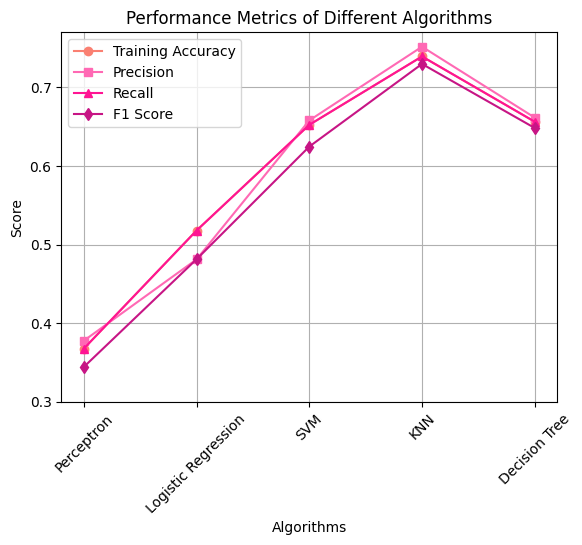 Performance Metrics of Different Algorithms
Training Accuracy
Precision
Recall
F1 Score
0.7
0.6
0.5
0.4
0.3
Score
Perceptron
Logistic Regression
SVM
KNN
Decision Tree
Algorithms